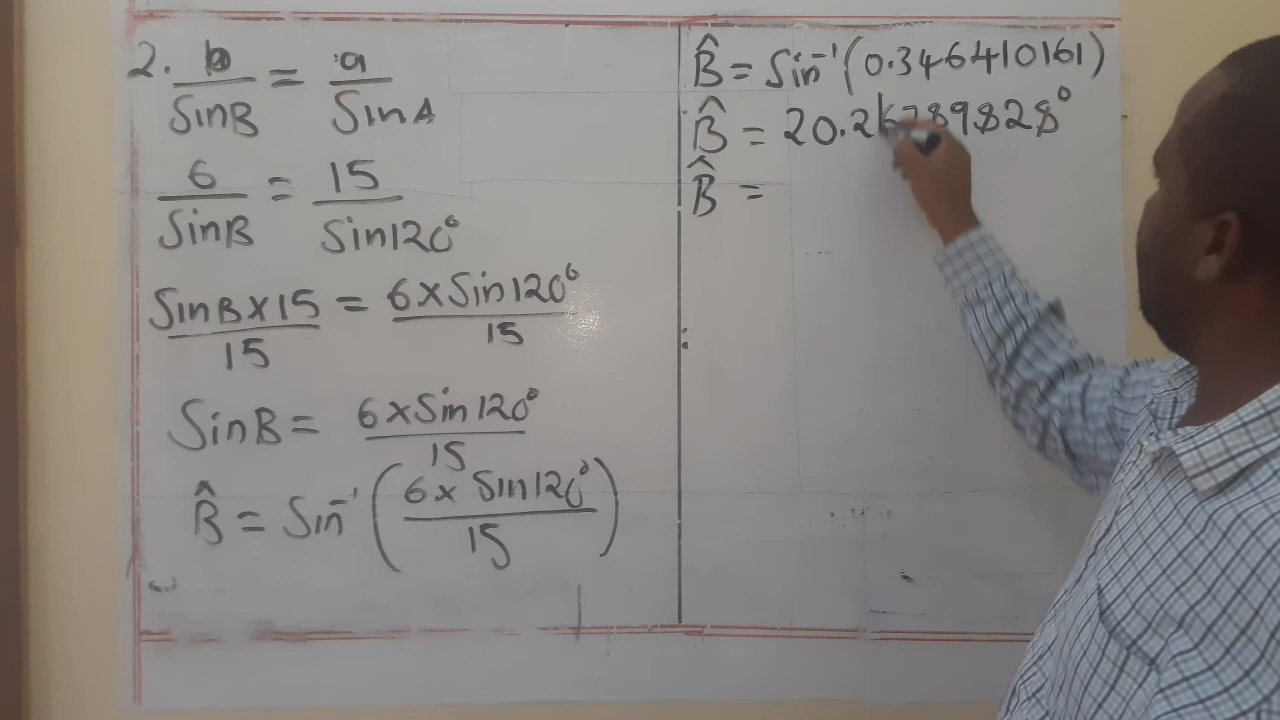 2. b/SinB = a/SinA
6/SinB = 15/Sin120°
SinB×15/15 = 6×Sin120°/15
SinB = 6×Sin120°/15
B̂ = Sin⁻¹(6× Sin120°/15)
B̂ = Sin⁻¹(0.346410161)
B̂ = 20.26789828°
B̂ =